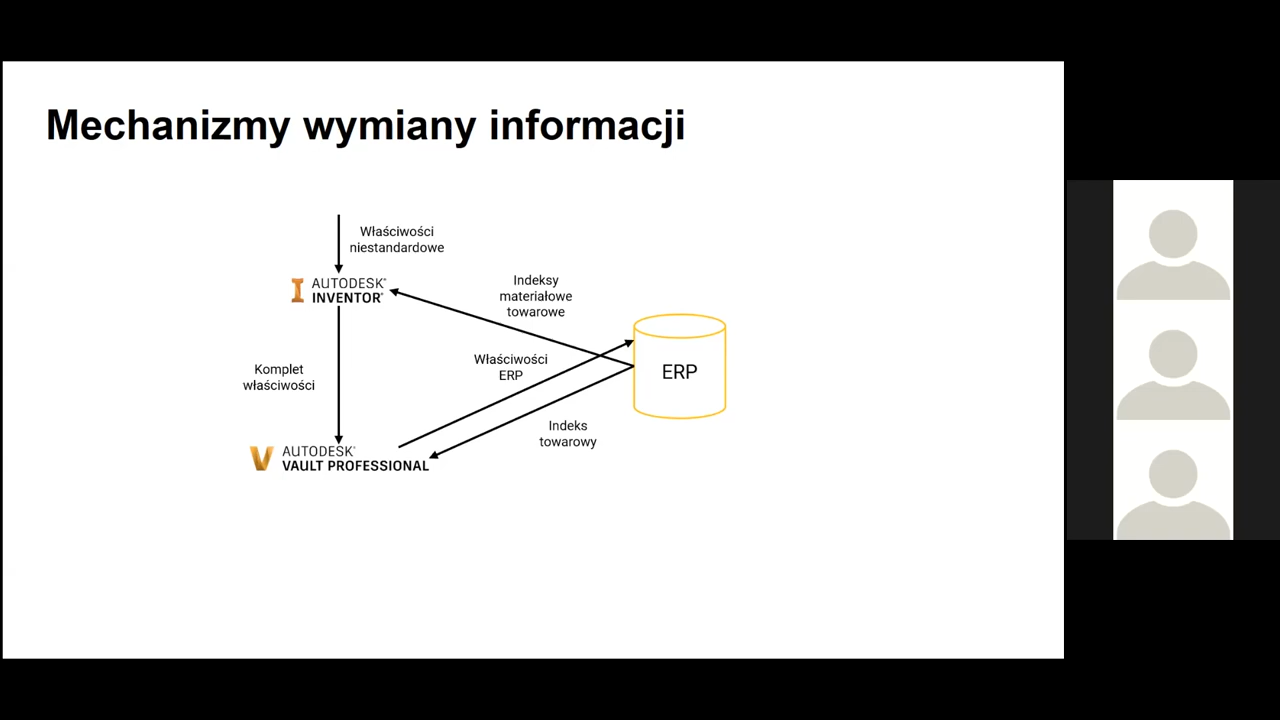 Mechanizmy wymiany informacji
Właściwości
niestandardowe
AUTODESK®
INVENTOR®
Indeksy
materiałowe
towarowe
Właściwości
ERP
ERP
Komplet
właściwości
Indeks
towarowy
AUTODESK®
VAULT PROFESSIONAL